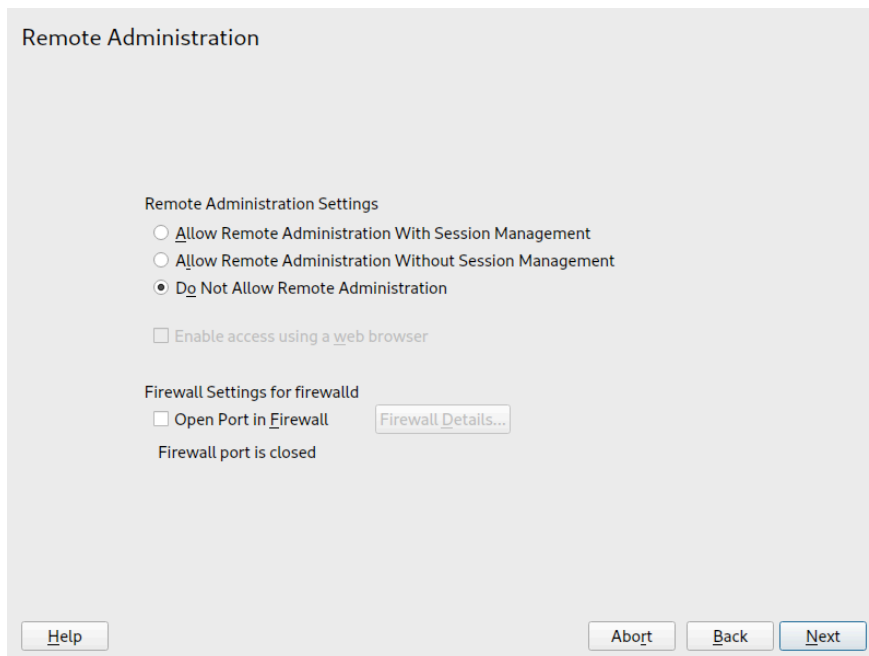 Remote Administration
Remote Administration Settings
Allow Remote Administration With Session Management
Allow Remote Administration Without Session Management
Do Not Allow Remote Administration
Enable access using a web browser
Firewall Settings for firewalld
Open Port in Firewall Firewall Details...
Firewall port is closed
Help Abort Back Next